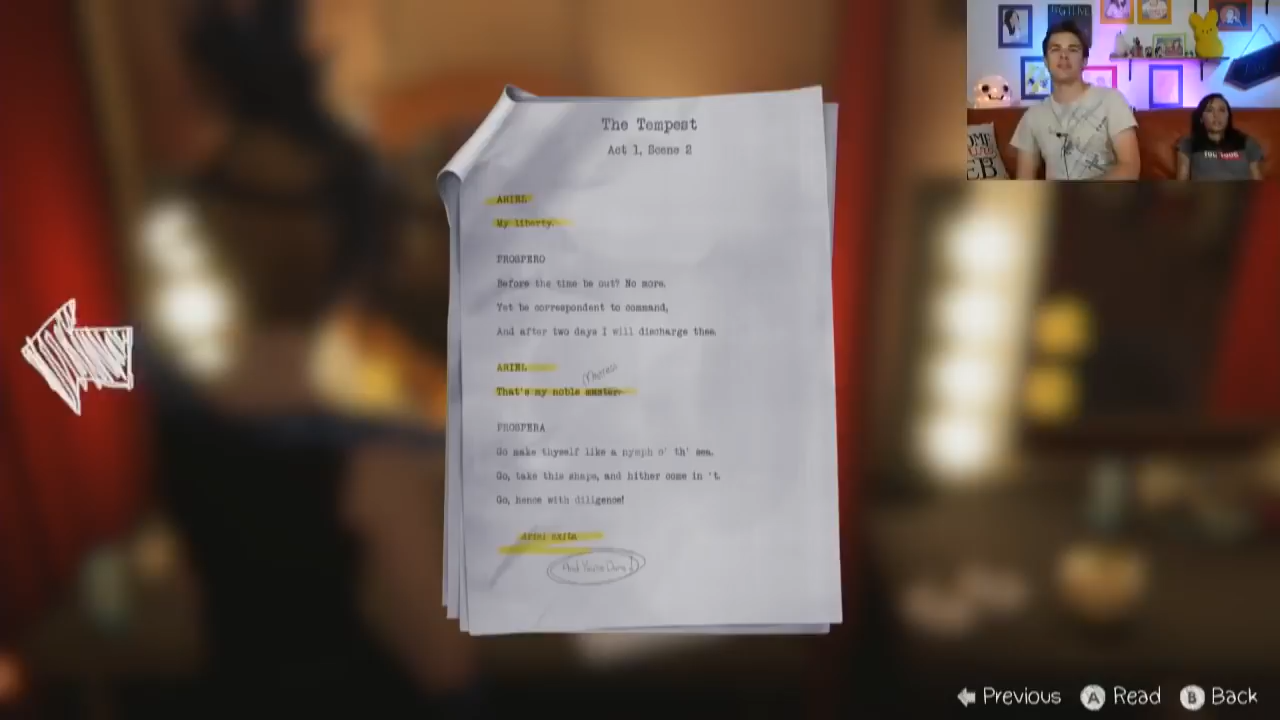 The Tempest
Act 1, Scene 2
ARIEL
My liberty.
PROSPERO
Before the time be out? No more.
Yet be correspondent to command,
And after two days I will discharge thee.
ARIEL
That's my noble master.
PROSPERA
Go make thyself like a nymph o' th' sea.
Go, take this shape, and hither come in 't.
Go, hence with diligence!
Ariel exits
Previous
A Read
B Back